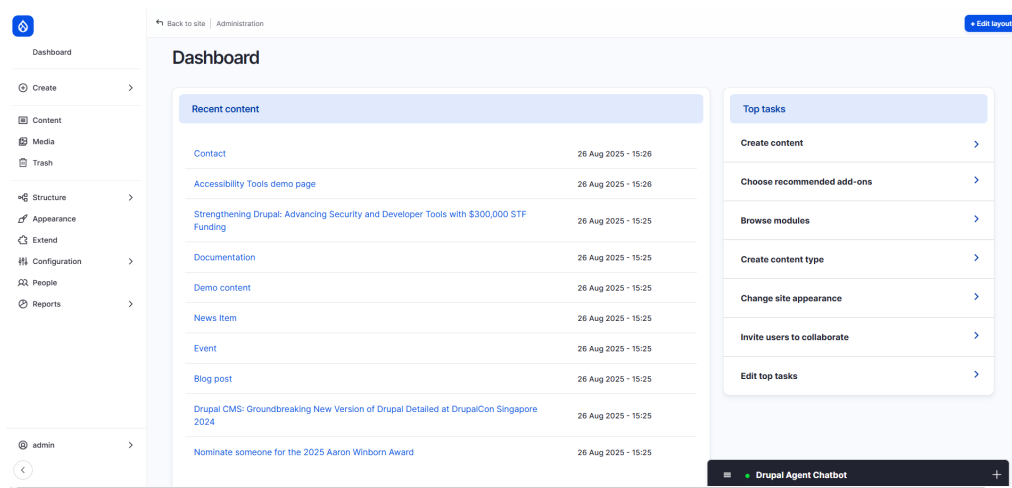 Dashboard
Create
Content
Media
Trash
Structure
Appearance
Extend
Configuration
People
Reports
admin
Back to site
Administration
+ Edit layout
Dashboard
Recent content
Contact 26 Aug 2025 - 15:26
Accessibility Tools demo page 26 Aug 2025 - 15:26
Strengthening Drupal: Advancing Security and Developer Tools with $300,000 STF
Funding 26 Aug 2025 - 15:25
Documentation 26 Aug 2025 - 15:25
Demo content 26 Aug 2025 - 15:25
News Item 26 Aug 2025 - 15:25
Event 26 Aug 2025 - 15:25
Blog post 26 Aug 2025 - 15:25
Drupal CMS: Groundbreaking New Version of Drupal Detailed at DrupalCon Singapore
2024 26 Aug 2025 - 15:25
Nominate someone for the 2025 Aaron Winborn Award 26 Aug 2025 - 15:25
Top tasks
Create content
Choose recommended add-ons
Browse modules
Create content type
Change site appearance
Invite users to collaborate
Edit top tasks
Drupal Agent Chatbot